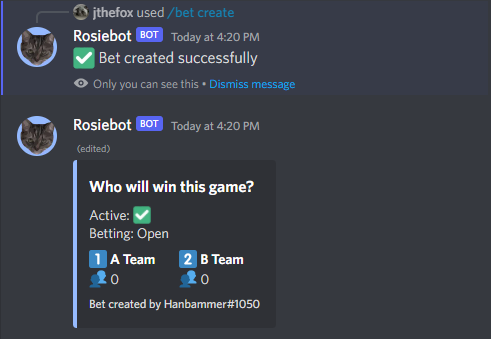 jthefox used /bet create
Rosiebot BOT Today at 4:20 PM
✅ Bet created successfully
Only you can see this • Dismiss message
Rosiebot BOT Today at 4:20 PM
(edited)
Who will win this game?
Active: ✅
Betting: Open
1 A Team 2 B Team
0 0
Bet created by Hanbammer#1050